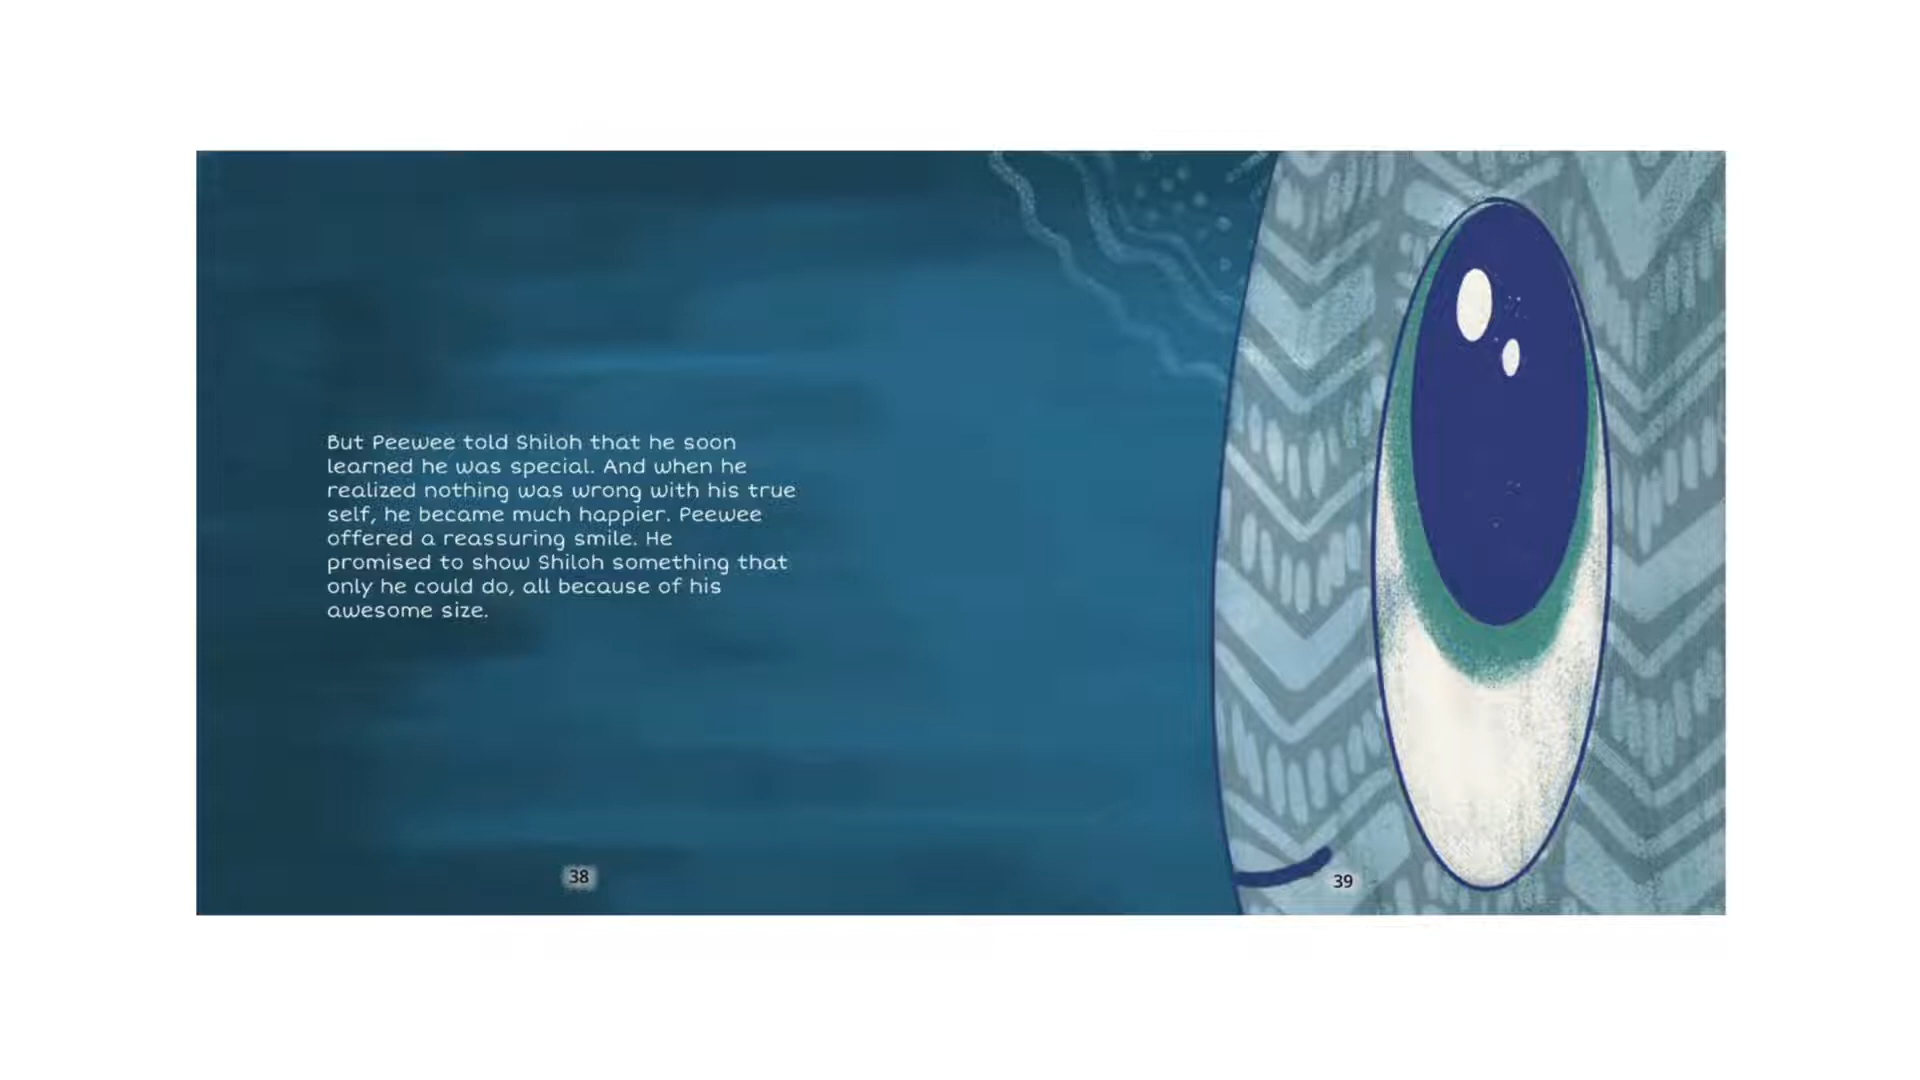 But Peewee told Shiloh that he soon
learned he was special. And when he
realized nothing was wrong with his true
self, he became much happier. Peewee
offered a reassuring smile. He
promised to show Shiloh something that
only he could do, all because of his
awesome size.
38
39